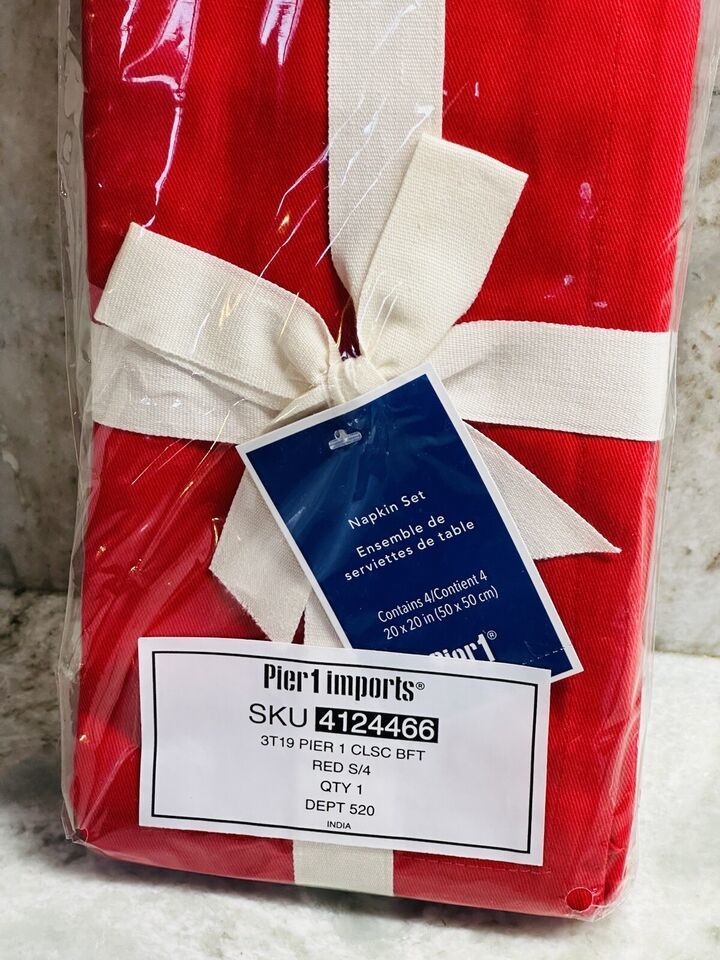 Napkin Set
Ensemble de
serviettes de table
Contains 4/Contient 4
20 x 20 in (50 x 50 cm)
Pier1®
Pier1 imports®
SKU 4124466
3T19 PIER 1 CLSC BFT
RED S/4
QTY 1
DEPT 520
INDIA